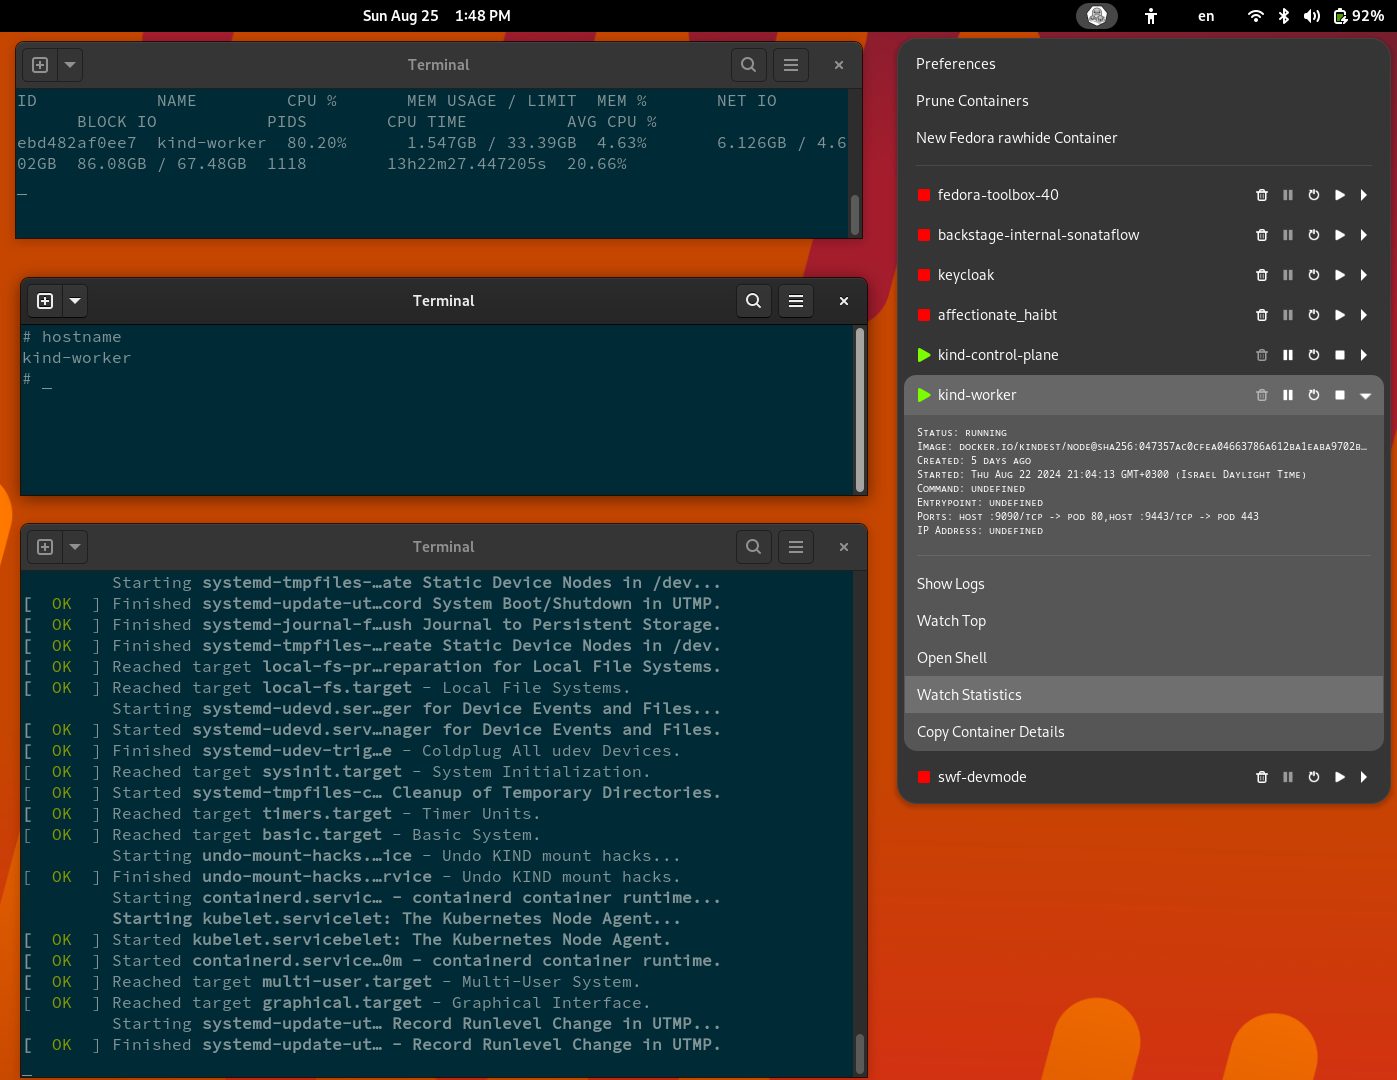 Sun Aug 25 1:48 PM
en
92%
Terminal
ID NAME CPU % MEM USAGE / LIMIT MEM % NET IO
BLOCK IO PIDS CPU TIME AVG CPU %
ebd482af0ee7 kind-worker 80.20% 1.547GB / 33.39GB 4.63% 6.126GB / 4.6
02GB 86.08GB / 67.48GB 1118 13h22m27.447205s 20.66%
_
Terminal
# hostname
kind-worker
# _
Terminal
Starting systemd-tmpfiles-…ate Static Device Nodes in /dev...
[ OK ] Finished systemd-update-ut…cord System Boot/Shutdown in UTMP.
[ OK ] Finished systemd-journal-f…ush Journal to Persistent Storage.
[ OK ] Finished systemd-tmpfiles-…reate Static Device Nodes in /dev.
[ OK ] Reached target local-fs-pr…reparation for Local File Systems.
[ OK ] Reached target local-fs.target - Local File Systems.
Starting systemd-udevd.ser…ger for Device Events and Files...
[ OK ] Started systemd-udevd.serv…nager for Device Events and Files.
[ OK ] Finished systemd-udev-trig…e - Coldplug All udev Devices.
[ OK ] Reached target sysinit.target - System Initialization.
[ OK ] Started systemd-tmpfiles-c… Cleanup of Temporary Directories.
[ OK ] Reached target timers.target - Timer Units.
[ OK ] Reached target basic.target - Basic System.
Starting undo-mount-hacks.…ice - Undo KIND mount hacks...
[ OK ] Finished undo-mount-hacks.…rvice - Undo KIND mount hacks.
Starting containerd.servic… - containerd container runtime...
Starting kubelet.servicelet: The Kubernetes Node Agent...
[ OK ] Started kubelet.servicebelet: The Kubernetes Node Agent.
[ OK ] Started containerd.service…0m - containerd container runtime.
[ OK ] Reached target multi-user.target - Multi-User System.
[ OK ] Reached target graphical.target - Graphical Interface.
Starting systemd-update-ut… Record Runlevel Change in UTMP...
[ OK ] Finished systemd-update-ut… - Record Runlevel Change in UTMP.
_
Preferences
Prune Containers
New Fedora rawhide Container
fedora-toolbox-40
backstage-internal-sonataflow
keycloak
affectionate_haibt
kind-control-plane
kind-worker
Status: running
Image: docker.io/kindest/node@sha256:047357ac0cfea04663786a612ba1eaba9702b…
Created: 5 days ago
Started: Thu Aug 22 2024 21:04:13 GMT+0300 (Israel Daylight Time)
Command: undefined
Entrypoint: undefined
Ports: host :9090/tcp -> pod 80,host :9443/tcp -> pod 443
IP Address: undefined
Show Logs
Watch Top
Open Shell
Watch Statistics
Copy Container Details
swf-devmode